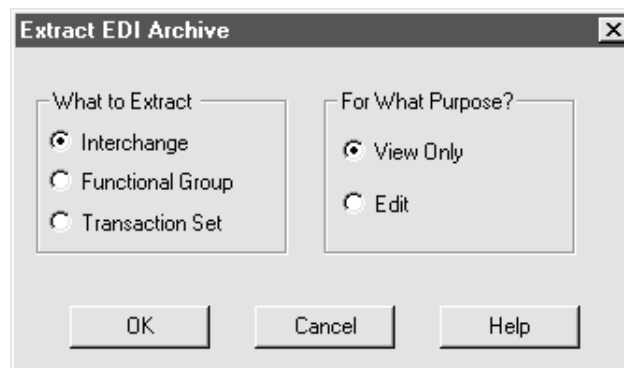 Extract EDI Archive
What to Extract
Interchange
Functional Group
Transaction Set
For What Purpose?
View Only
Edit
OK
Cancel
Help